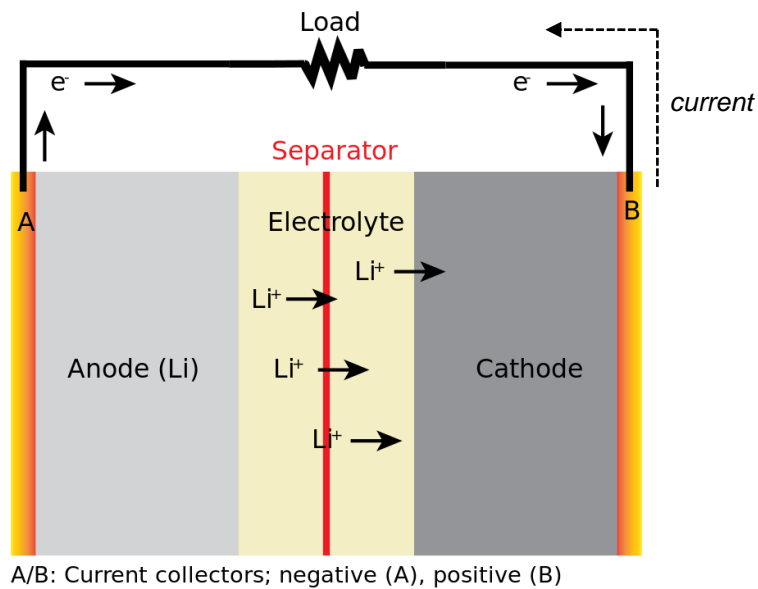 Load
e-
e-
current
Separator
A
B
Electrolyte
Li+
Li+
Anode (Li)
Li+
Cathode
Li+
A/B: Current collectors; negative (A), positive (B)